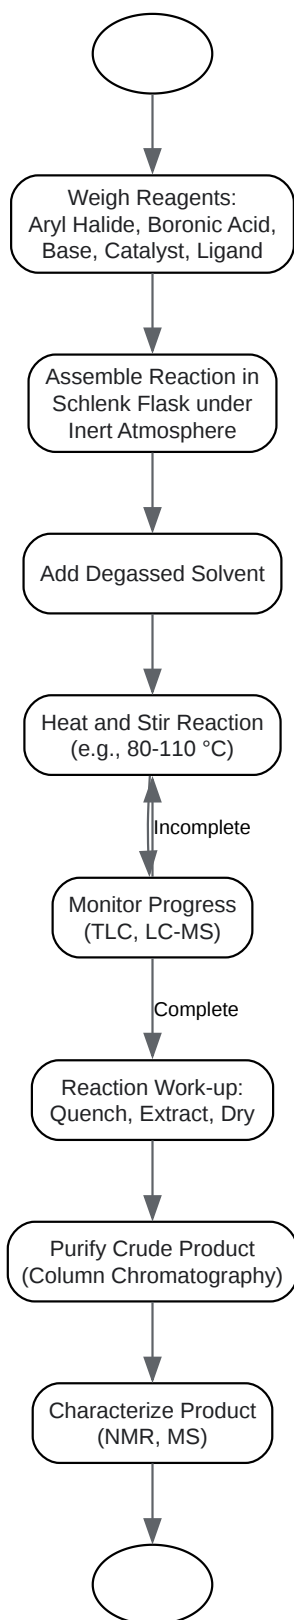 Weigh Reagents:
Aryl Halide, Boronic Acid,
Base, Catalyst, Ligand
Assemble Reaction in
Schlenk Flask under
Inert Atmosphere
Add Degassed Solvent
Heat and Stir Reaction
(e.g., 80-110 °C)
Incomplete
Monitor Progress
(TLC, LC-MS)
Complete
Reaction Work-up:
Quench, Extract, Dry
Purify Crude Product
(Column Chromatography)
Characterize Product
(NMR, MS)